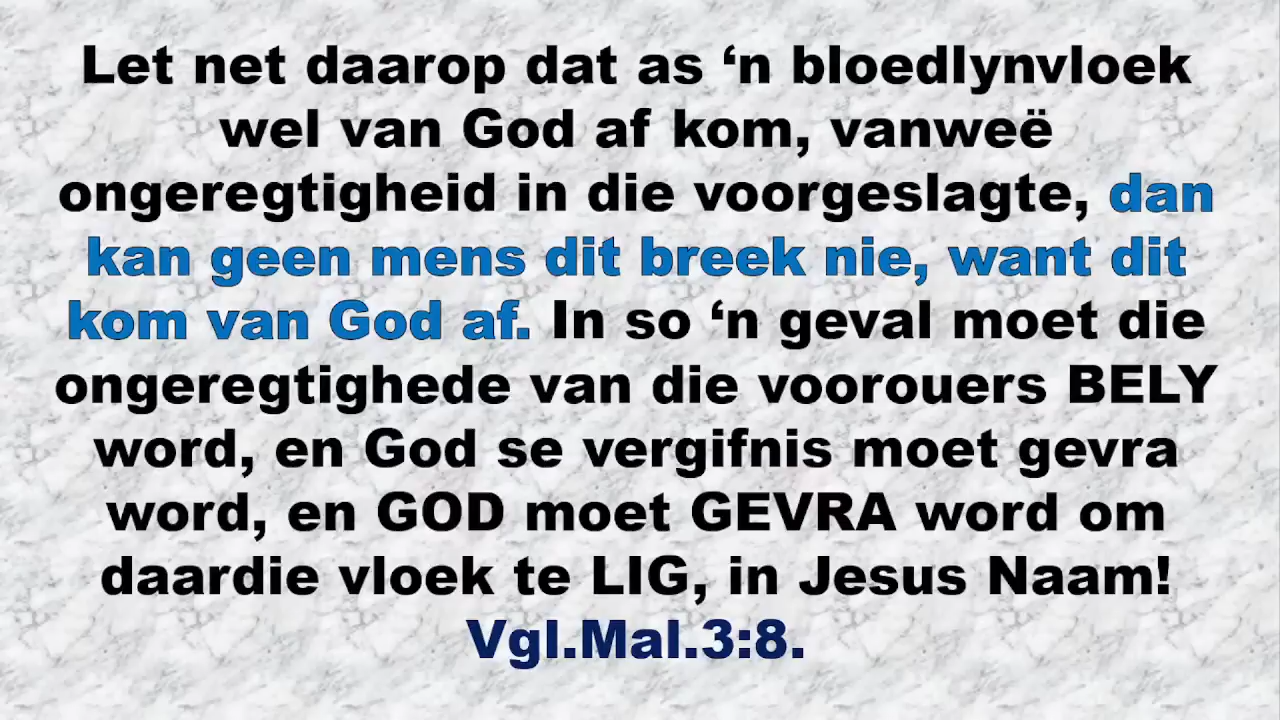 Let net daarop dat as ‘n bloedlynvloek
wel van God af kom, vanweë
ongeregtigheid in die voorgeslagte, dan
kan geen mens dit breek nie, want dit
kom van God af. In so ‘n geval moet die
ongeregtighede van die voorouers BELY
word, en God se vergifnis moet gevra
word, en GOD moet GEVRA word om
daardie vloek te LIG, in Jesus Naam!
Vgl.Mal.3:8.